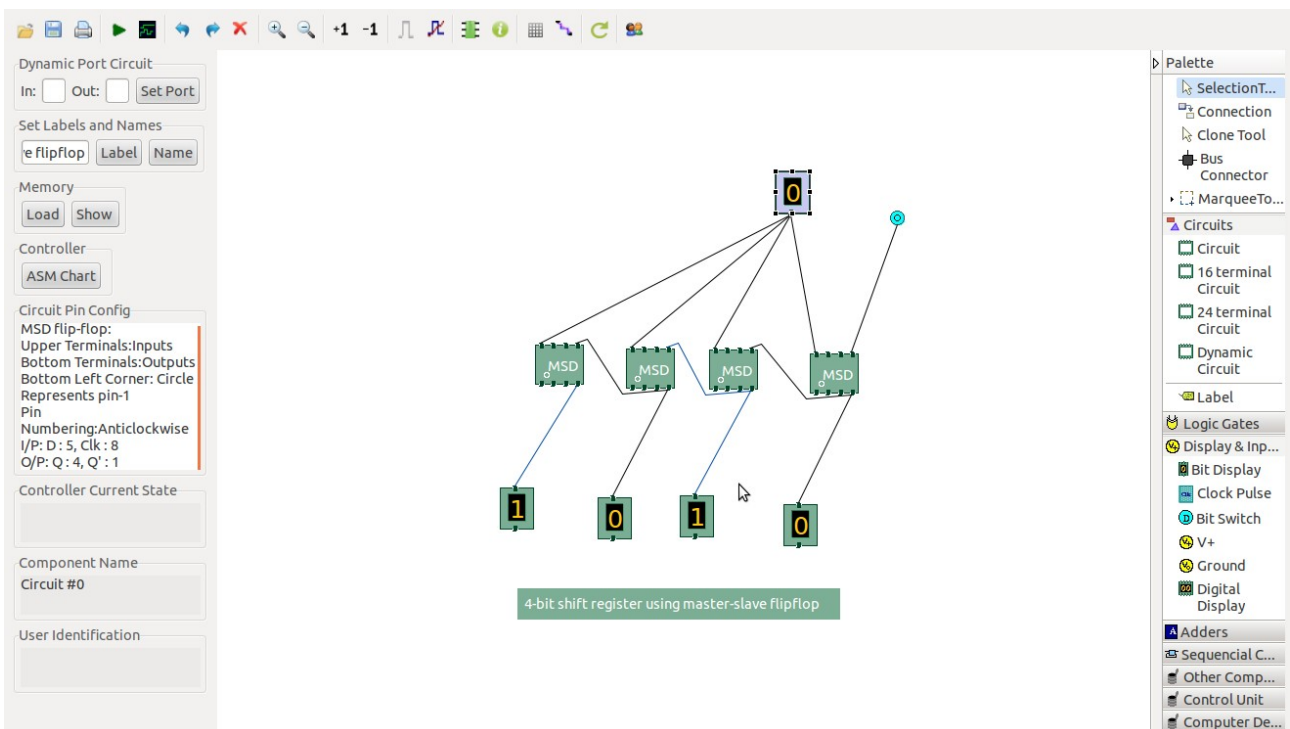 +1 -1
Dynamic Port Circuit
In: Out: Set Port
Set Labels and Names
e flipflop Label Name
Memory
Load Show
Controller
ASM Chart
Circuit Pin Config
MSD flip-flop:
Upper Terminals:Inputs
Bottom Terminals:Outputs
Bottom Left Corner: Circle
Represents pin-1
Pin
Numbering:Anticlockwise
I/P: D : 5, Clk : 8
O/P: Q : 4, Q' : 1
Controller Current State
Component Name
Circuit #0
User Identification
0
MSD MSD MSD MSD
1 0 1 0
4-bit shift register using master-slave flipflop
Palette
SelectionT...
Connection
Clone Tool
Bus
Connector
MarqueeTo...
Circuits
Circuit
16 terminal
Circuit
24 terminal
Circuit
Dynamic
Circuit
Label
Logic Gates
Display & Inp...
Bit Display
Clock Pulse
Bit Switch
V+
Ground
Digital
Display
Adders
Sequencial C...
Other Comp...
Control Unit
Computer De...